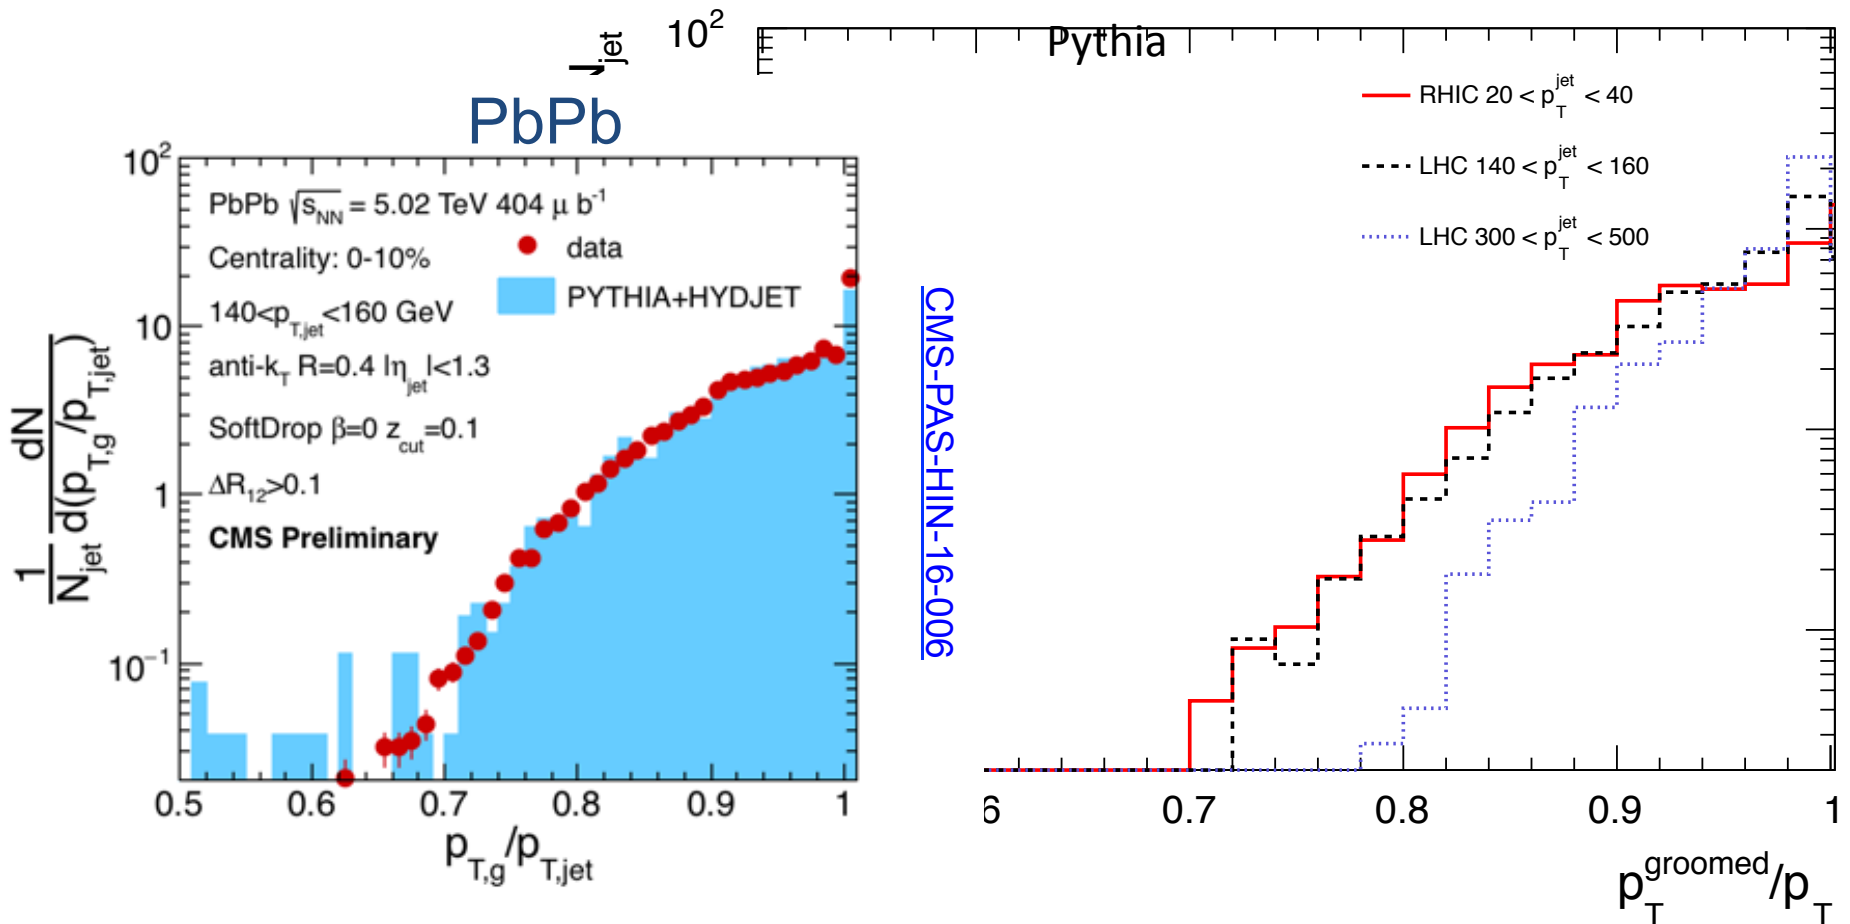 N_jet
10^2
Pythia
RHIC 20 < p_T^jet < 40
LHC 140 < p_T^jet < 160
LHC 300 < p_T^jet < 500
PbPb
10^2
PbPb √s_NN = 5.02 TeV 404 μ b^-1
data
Centrality: 0-10%
PYTHIA+HYDJET
140<p_T,jet<160 GeV
10
anti-k_T R=0.4 |η_jet|<1.3
SoftDrop β=0 z_cut=0.1
ΔR_12>0.1
1
CMS Preliminary
10^-1
1/N_jet dN/d(p_T,g/p_T,jet)
0.5 0.6 0.7 0.8 0.9 1
p_T,g/p_T,jet
CMS-PAS-HIN-16-006
6 0.7 0.8 0.9 1
p_T^groomed/p_T